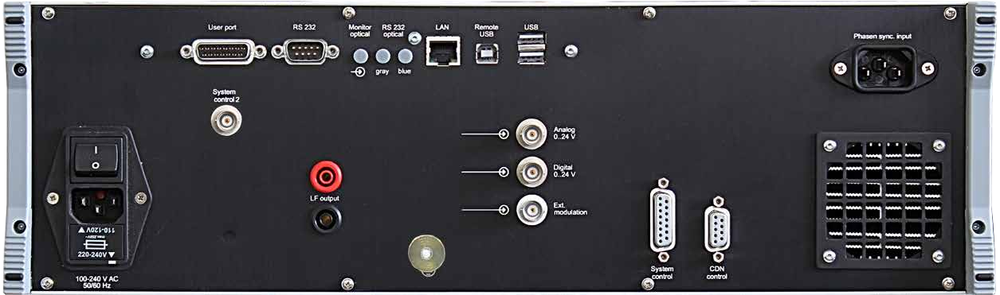 User port
RS 232
Monitor
optical
RS 232
optical
LAN
Remote
USB
USB
Phasen sync. input
gray
blue
System
control 2
Analog
0..24 V
Digital
0..24 V
Ext.
modulation
LF output
I
O
110-120V
max.250V~
220-240V
100-240 V AC
50/60 Hz
System
control
CDN
control